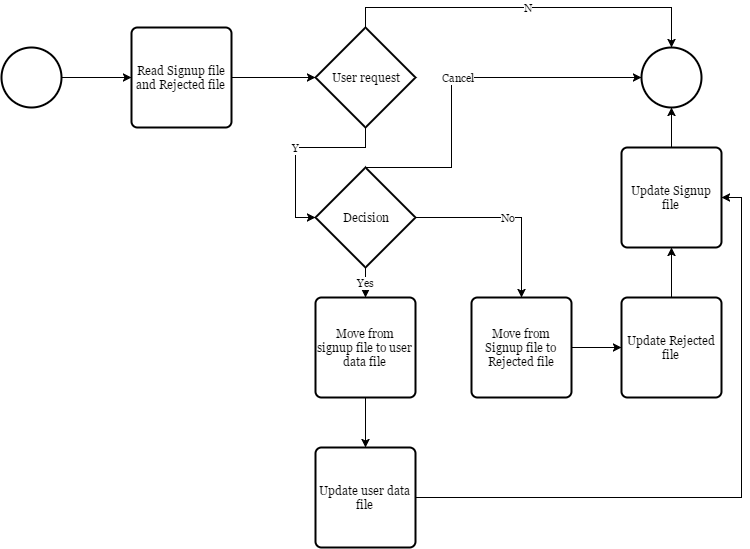 N
Read Signup file
and Rejected file
User request
Cancel
Y
Update Signup
file
Decision
No
Yes
Move from
signup file to user
data file
Move from
Signup file to
Rejected file
Update Rejected
file
Update user data
file